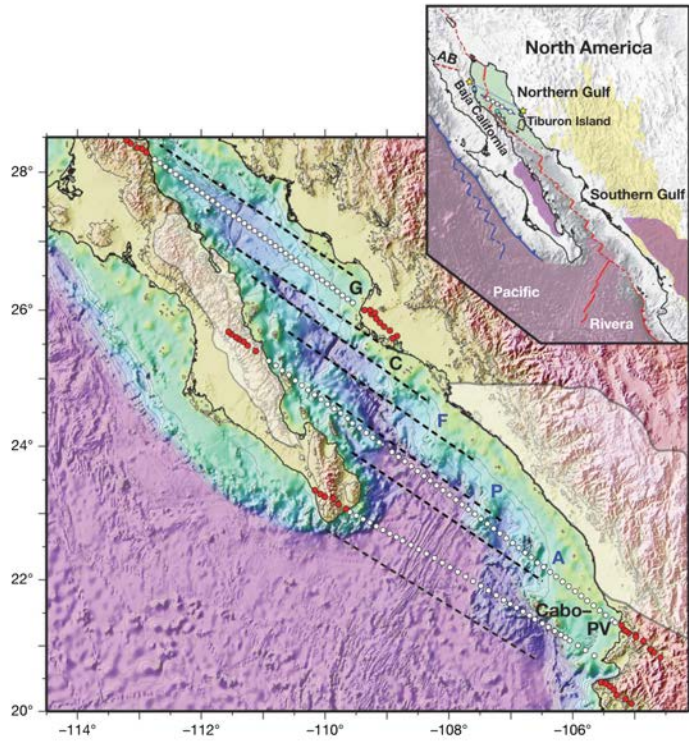 North America
AB
Northern Gulf
Baja California
Tiburon Island
Southern Gulf
Pacific
Rivera
28°
26°
24°
22°
20°
G
C
F
P
A
Cabo–
PV
−114
−112
−110
−108
−106